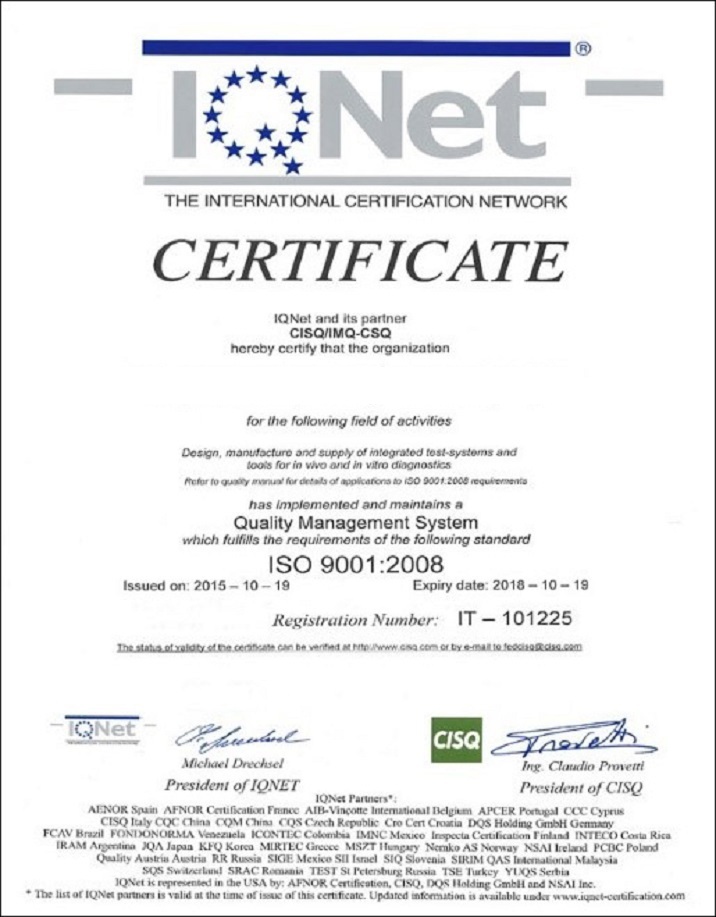 IQNet ®
THE INTERNATIONAL CERTIFICATION NETWORK
CERTIFICATE
IQNet and its partner
CISQ/IMQ-CSQ
hereby certify that the organization
for the following field of activities
Design, manufacture and supply of integrated test-systems and
tools for in vivo and in vitro diagnostics
Refer to quality manual for details of applications to ISO 9001:2008 requirements
has implemented and maintains a
Quality Management System
which fulfills the requirements of the following standard
ISO 9001:2008
Issued on: 2015 – 10 – 19 Expiry date: 2018 – 10 – 19
Registration Number: IT – 101225
The status of validity of the certificate can be verified at http://www.cisq.com or by e-mail to fedcisq@cisq.com
IQNet
CISQ
Michael Drechsel Ing. Claudio Provetti
President of IQNET President of CISQ
IQNet Partners*:
AENOR Spain AFNOR Certification France AIB-Vinçotte International Belgium APCER Portugal CCC Cyprus
CISQ Italy CQC China CQM China CQS Czech Republic Cro Cert Croatia DQS Holding GmbH Germany
FCAV Brazil FONDONORMA Venezuela ICONTEC Colombia IMNC Mexico Inspecta Certification Finland INTECO Costa Rica
IRAM Argentina JQA Japan KFQ Korea MIRTEC Greece MSZT Hungary Nemko AS Norway NSAI Ireland PCBC Poland
Quality Austria Austria RR Russia SIGE Mexico SII Israel SIQ Slovenia SIRIM QAS International Malaysia
SQS Switzerland SRAC Romania TEST St Petersburg Russia TSE Turkey YUQS Serbia
IQNet is represented in the USA by: AFNOR Certification, CISQ, DQS Holding GmbH and NSAI Inc.
* The list of IQNet partners is valid at the time of issue of this certificate. Updated information is available under www.iqnet-certification.com